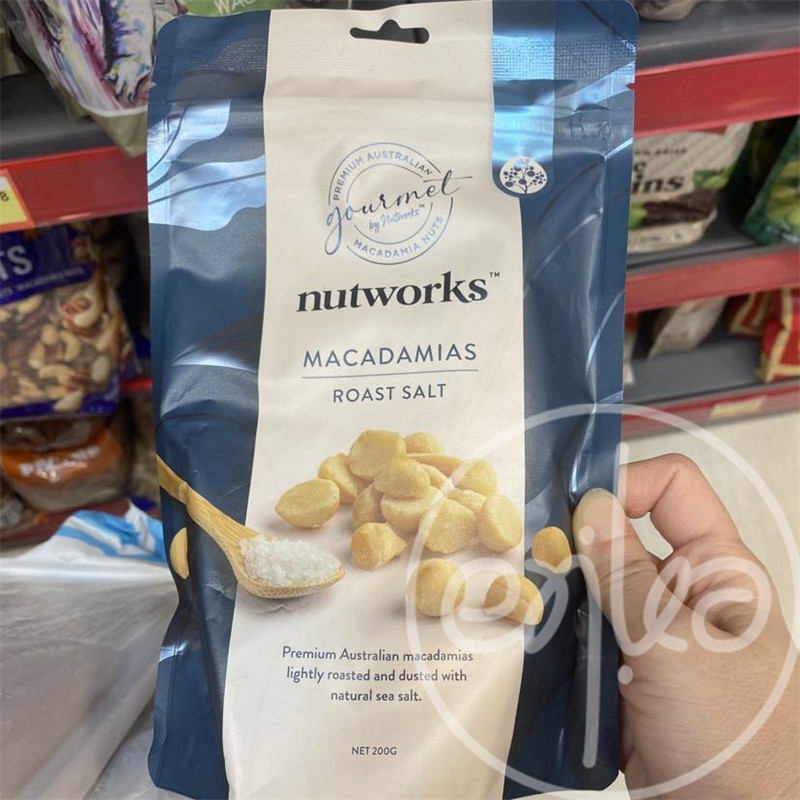 PREMIUM AUSTRALIAN
gourmet
by Nutworks™
MACADAMIA NUTS
nutworks™
MACADAMIAS
ROAST SALT
Premium Australian macadamias
lightly roasted and dusted with
natural sea salt.
NET 200G